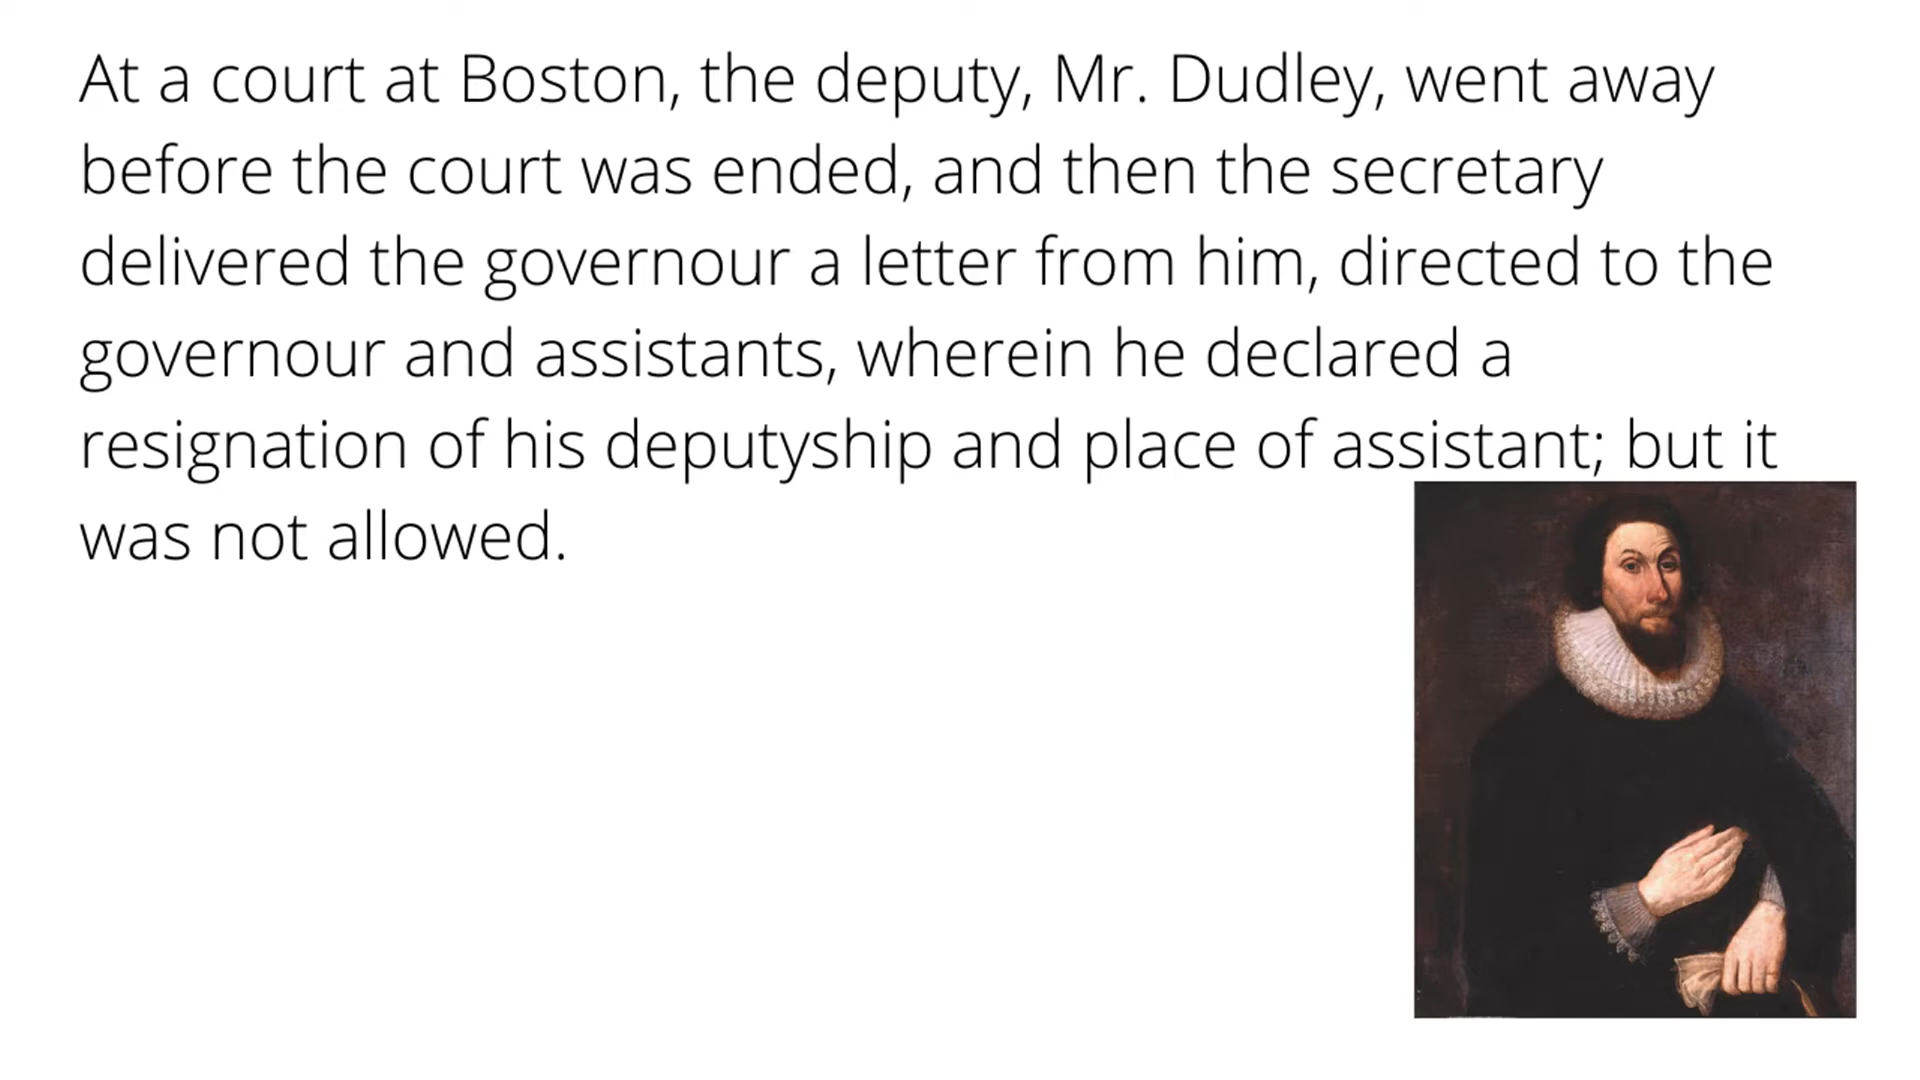 At a court at Boston, the deputy, Mr. Dudley, went away
before the court was ended, and then the secretary
delivered the governour a letter from him, directed to the
governour and assistants, wherein he declared a
resignation of his deputyship and place of assistant; but it
was not allowed.